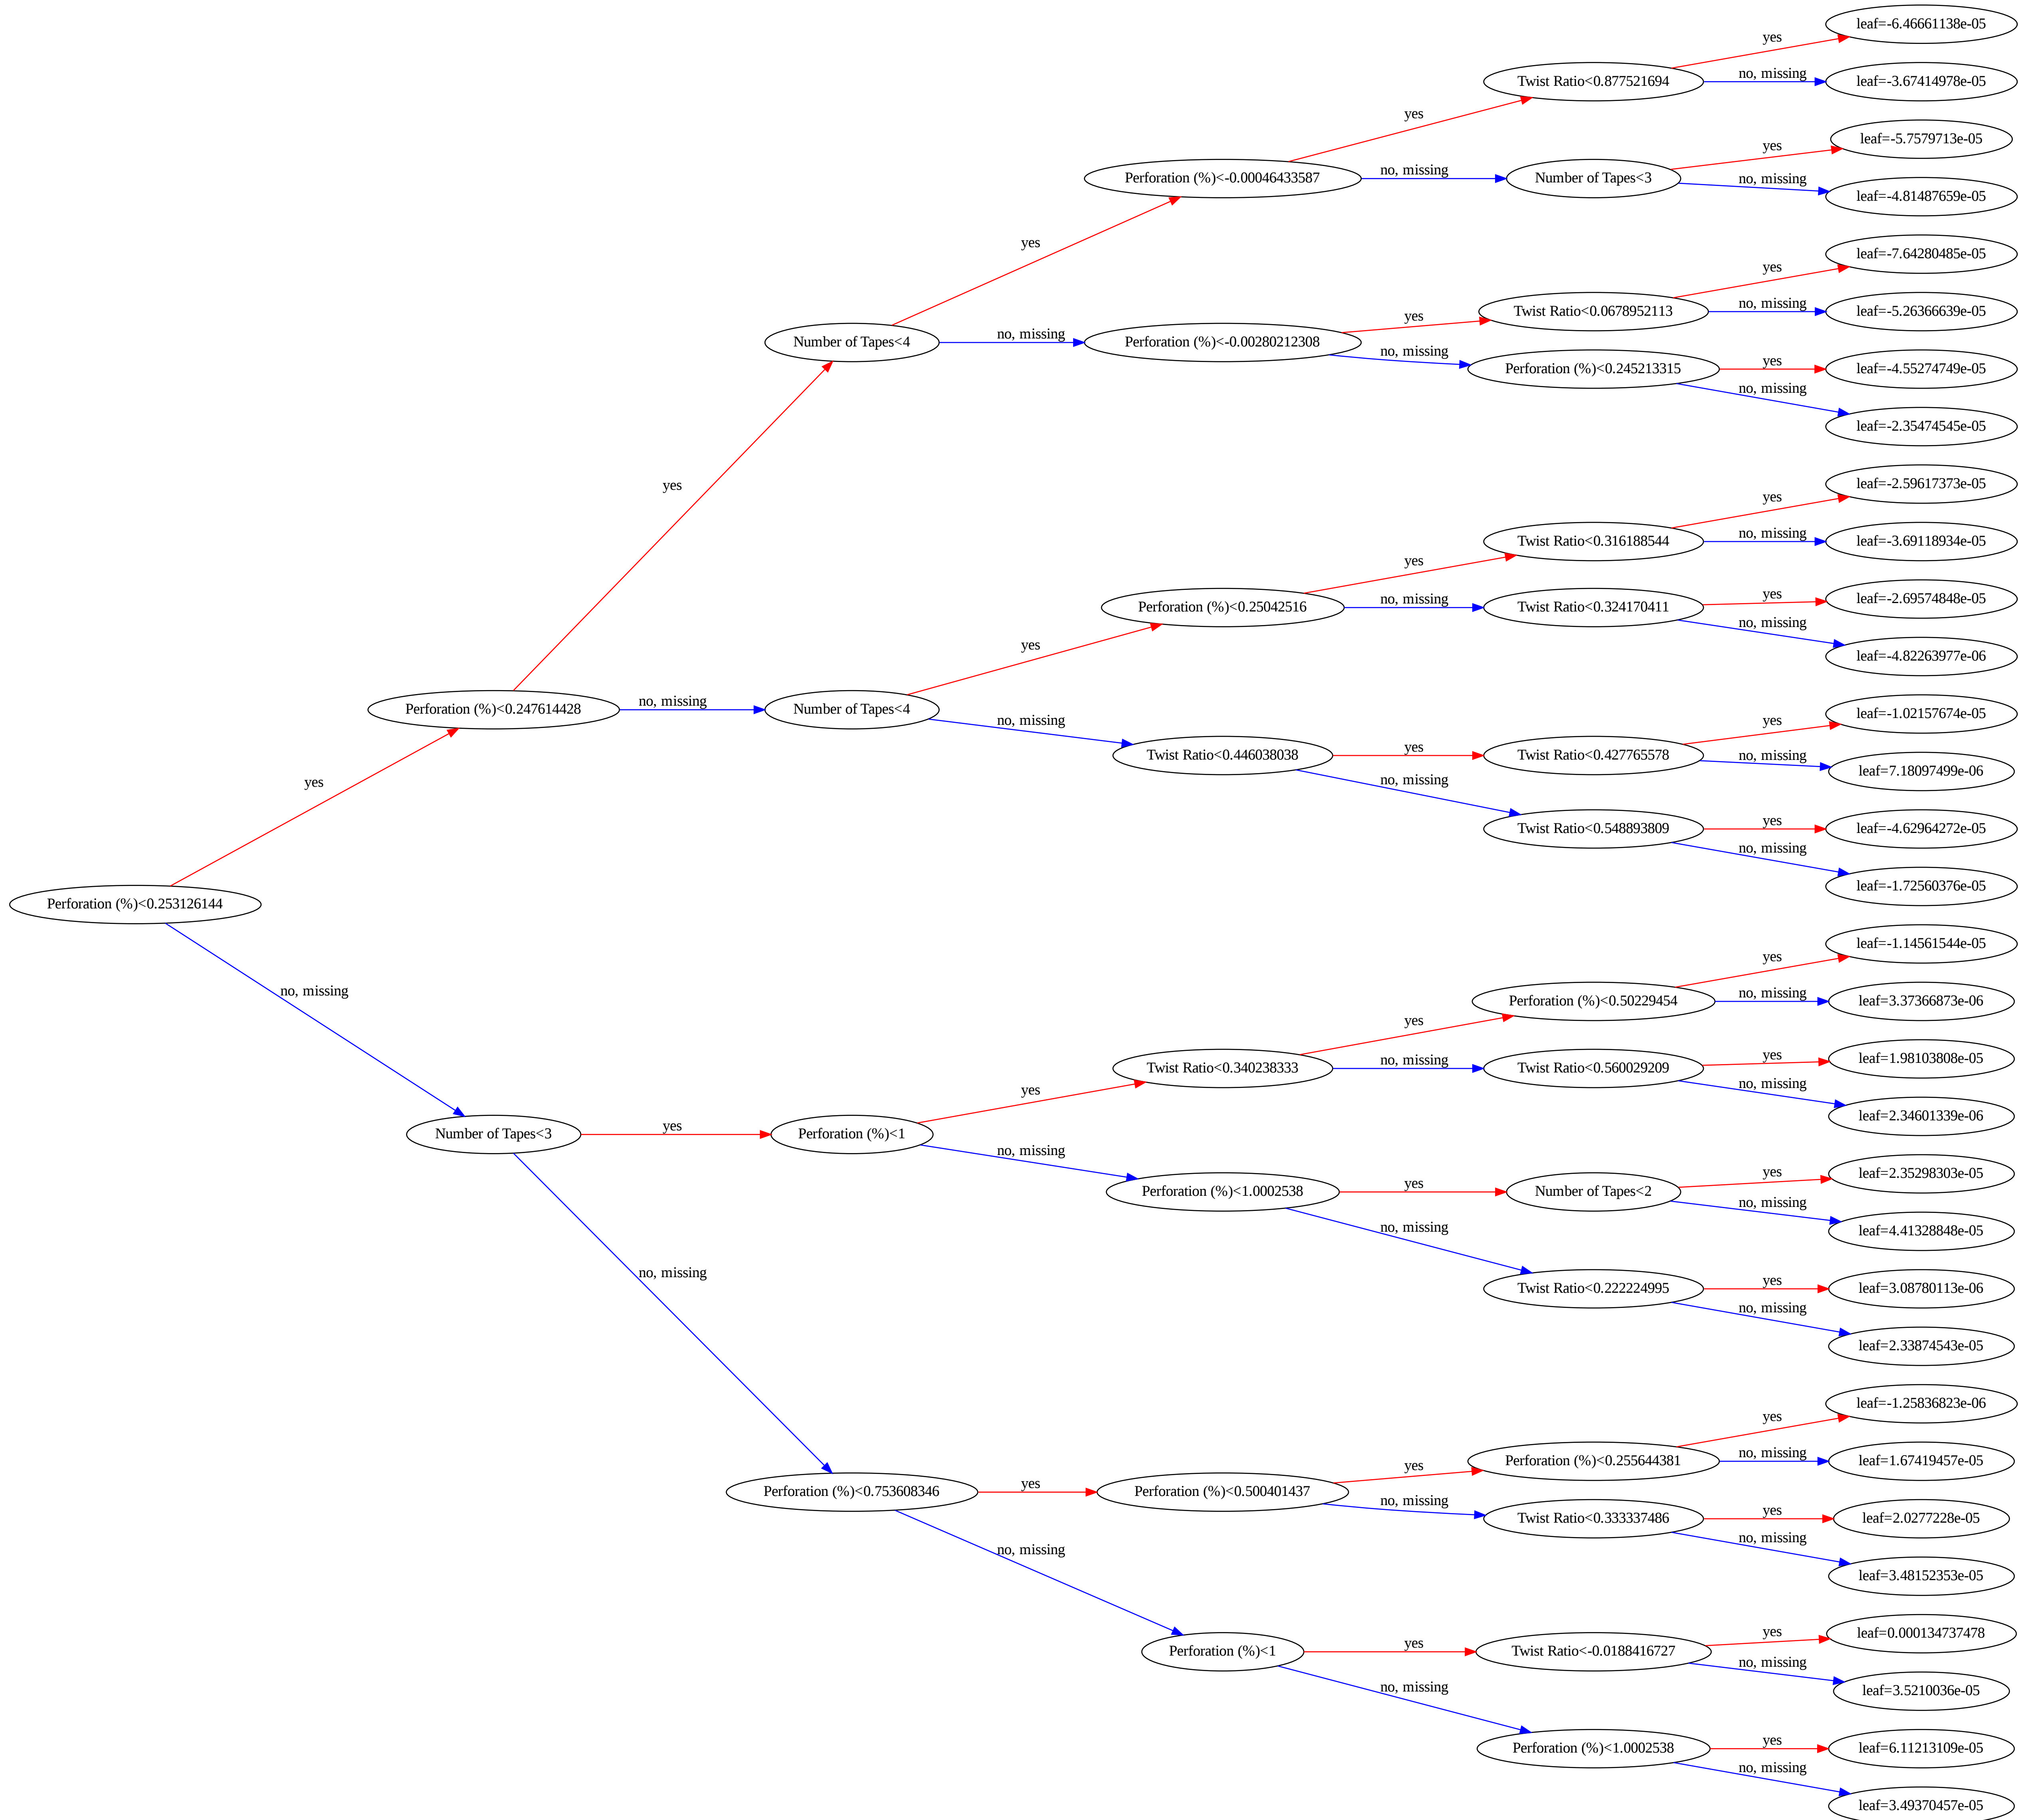 leaf=-6.46661138e-05
yes
Twist Ratio<0.877521694
no, missing
leaf=-3.67414978e-05
yes
leaf=-5.7579713e-05
yes
Perforation (%)<-0.00046433587
no, missing
Number of Tapes<3
no, missing
leaf=-4.81487659e-05
yes
leaf=-7.64280485e-05
yes
Twist Ratio<0.0678952113
no, missing
leaf=-5.26366639e-05
yes
Number of Tapes<4
no, missing
Perforation (%)<-0.00280212308
no, missing
Perforation (%)<0.245213315
yes
leaf=-4.55274749e-05
no, missing
leaf=-2.35474545e-05
yes
leaf=-2.59617373e-05
yes
Twist Ratio<0.316188544
no, missing
leaf=-3.69118934e-05
yes
Perforation (%)<0.25042516
no, missing
Twist Ratio<0.324170411
yes
leaf=-2.69574848e-05
no, missing
leaf=-4.82263977e-06
yes
Perforation (%)<0.247614428
no, missing
Number of Tapes<4
no, missing
Twist Ratio<0.446038038
yes
Twist Ratio<0.427765578
yes
leaf=-1.02157674e-05
no, missing
leaf=7.18097499e-06
no, missing
Twist Ratio<0.548893809
yes
leaf=-4.62964272e-05
no, missing
leaf=-1.72560376e-05
yes
Perforation (%)<0.253126144
no, missing
leaf=-1.14561544e-05
yes
Perforation (%)<0.50229454
no, missing
leaf=3.37366873e-06
yes
Twist Ratio<0.340238333
no, missing
Twist Ratio<0.560029209
yes
leaf=1.98103808e-05
no, missing
leaf=2.34601339e-06
yes
Number of Tapes<3
yes
Perforation (%)<1
no, missing
Perforation (%)<1.0002538
yes
Number of Tapes<2
yes
leaf=2.35298303e-05
no, missing
leaf=4.41328848e-05
no, missing
Twist Ratio<0.222224995
yes
leaf=3.08780113e-06
no, missing
leaf=2.33874543e-05
no, missing
leaf=-1.25836823e-06
yes
Perforation (%)<0.255644381
no, missing
leaf=1.67419457e-05
yes
Perforation (%)<0.753608346
yes
Perforation (%)<0.500401437
no, missing
Twist Ratio<0.333337486
yes
leaf=2.0277228e-05
no, missing
leaf=3.48152353e-05
no, missing
Perforation (%)<1
yes
Twist Ratio<-0.0188416727
yes
leaf=0.000134737478
no, missing
leaf=3.5210036e-05
no, missing
Perforation (%)<1.0002538
yes
leaf=6.11213109e-05
no, missing
leaf=3.49370457e-05